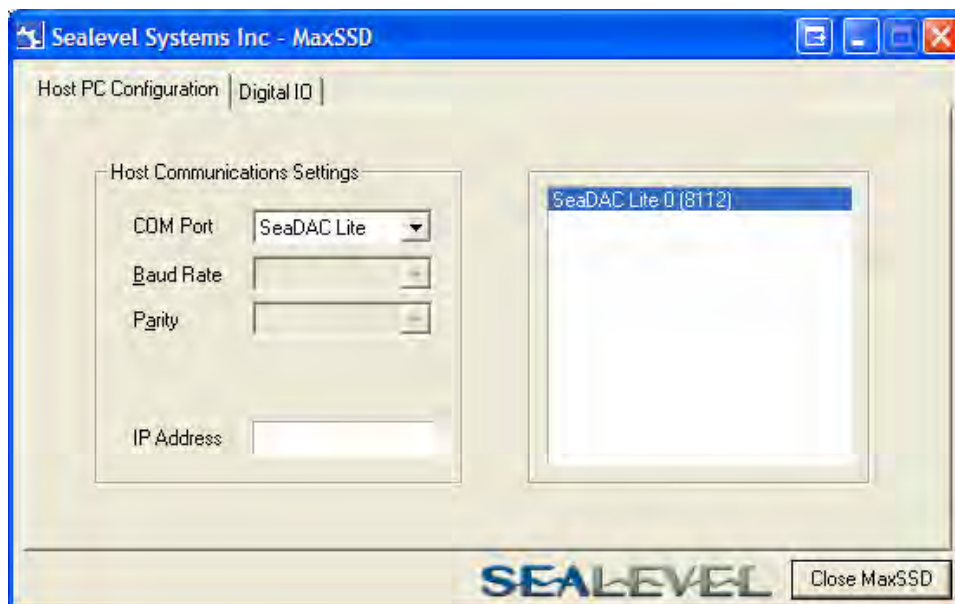 Sealevel Systems Inc - MaxSSD
Host PC Configuration
Digital IO
Host Communications Settings
COM Port
SeaDAC Lite
Baud Rate
Parity
IP Address
SeaDAC Lite 0 (8112)
SEALEVEL
Close MaxSSD